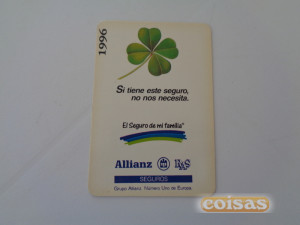 1996
Si tiene este seguro,
no nos necesita.
El Seguro de mi familia
Allianz RAS
SEGUROS
Grupo Allianz. Número Uno de Europa
coisas